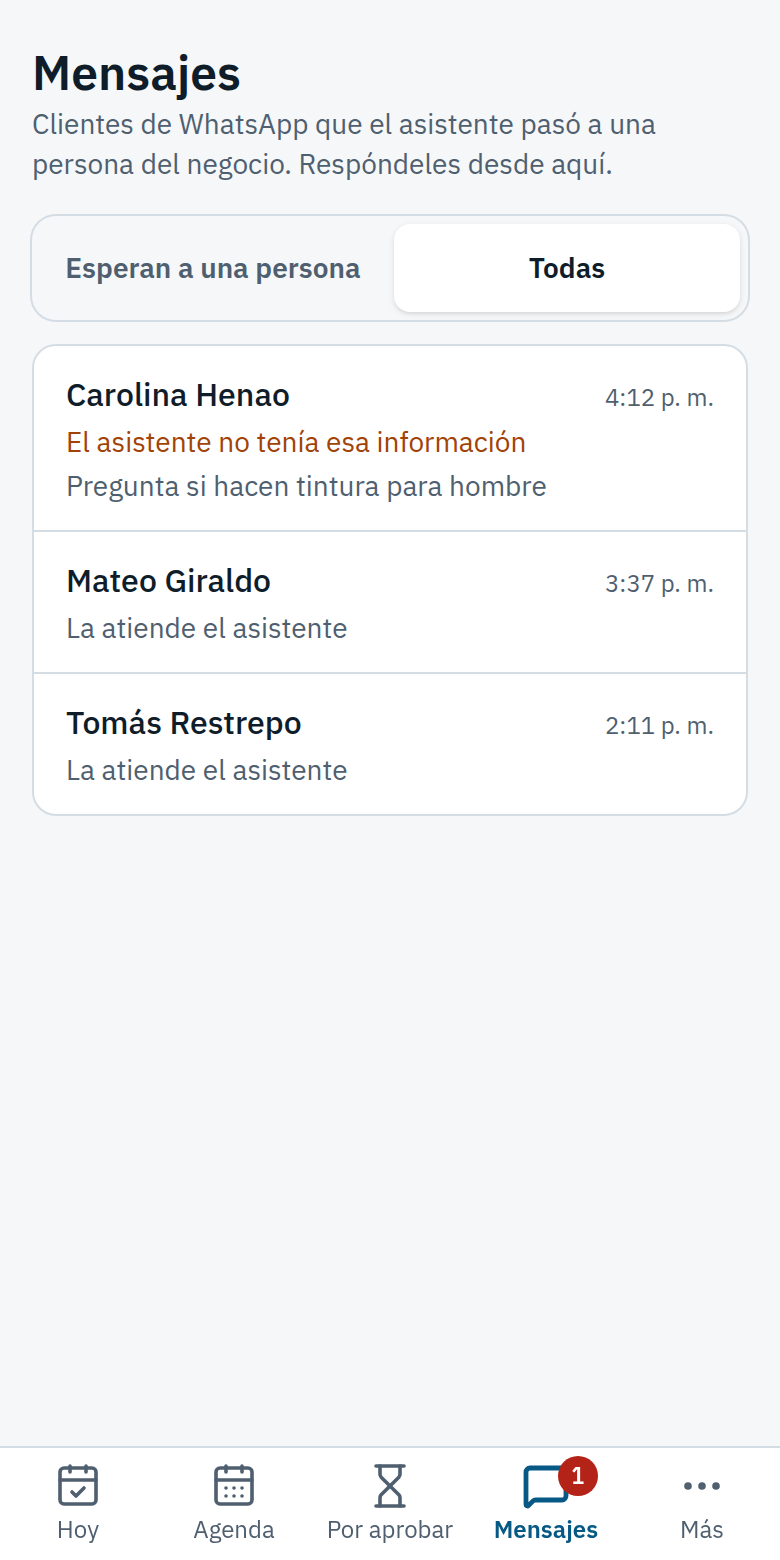 Mensajes
Clientes de WhatsApp que el asistente pasó a una
persona del negocio. Respóndeles desde aquí.
Esperan a una persona
Todas
Carolina Henao
4:12 p. m.
El asistente no tenía esa información
Pregunta si hacen tintura para hombre
Mateo Giraldo
3:37 p. m.
La atiende el asistente
Tomás Restrepo
2:11 p. m.
La atiende el asistente
1
Hoy
Agenda
Por aprobar
Mensajes
Más